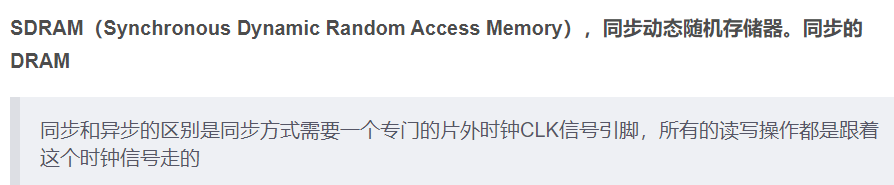 SDRAM（Synchronous Dynamic Random Access Memory），同步动态随机存储器。同步的
DRAM
同步和异步的区别是同步方式需要一个专门的片外时钟CLK信号引脚，所有的读写操作都是跟着
这个时钟信号走的